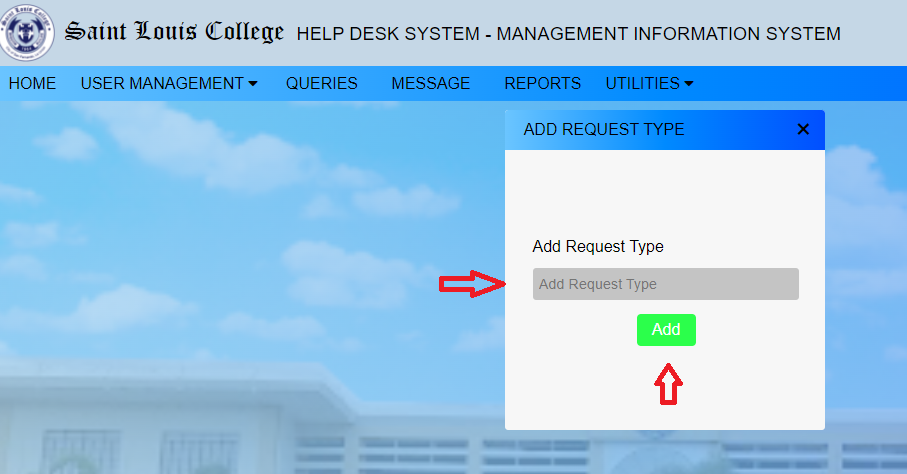 Saint Louis College HELP DESK SYSTEM - MANAGEMENT INFORMATION SYSTEM
HOME USER MANAGEMENT QUERIES MESSAGE REPORTS UTILITIES
ADD REQUEST TYPE
Add Request Type
Add Request Type
Add